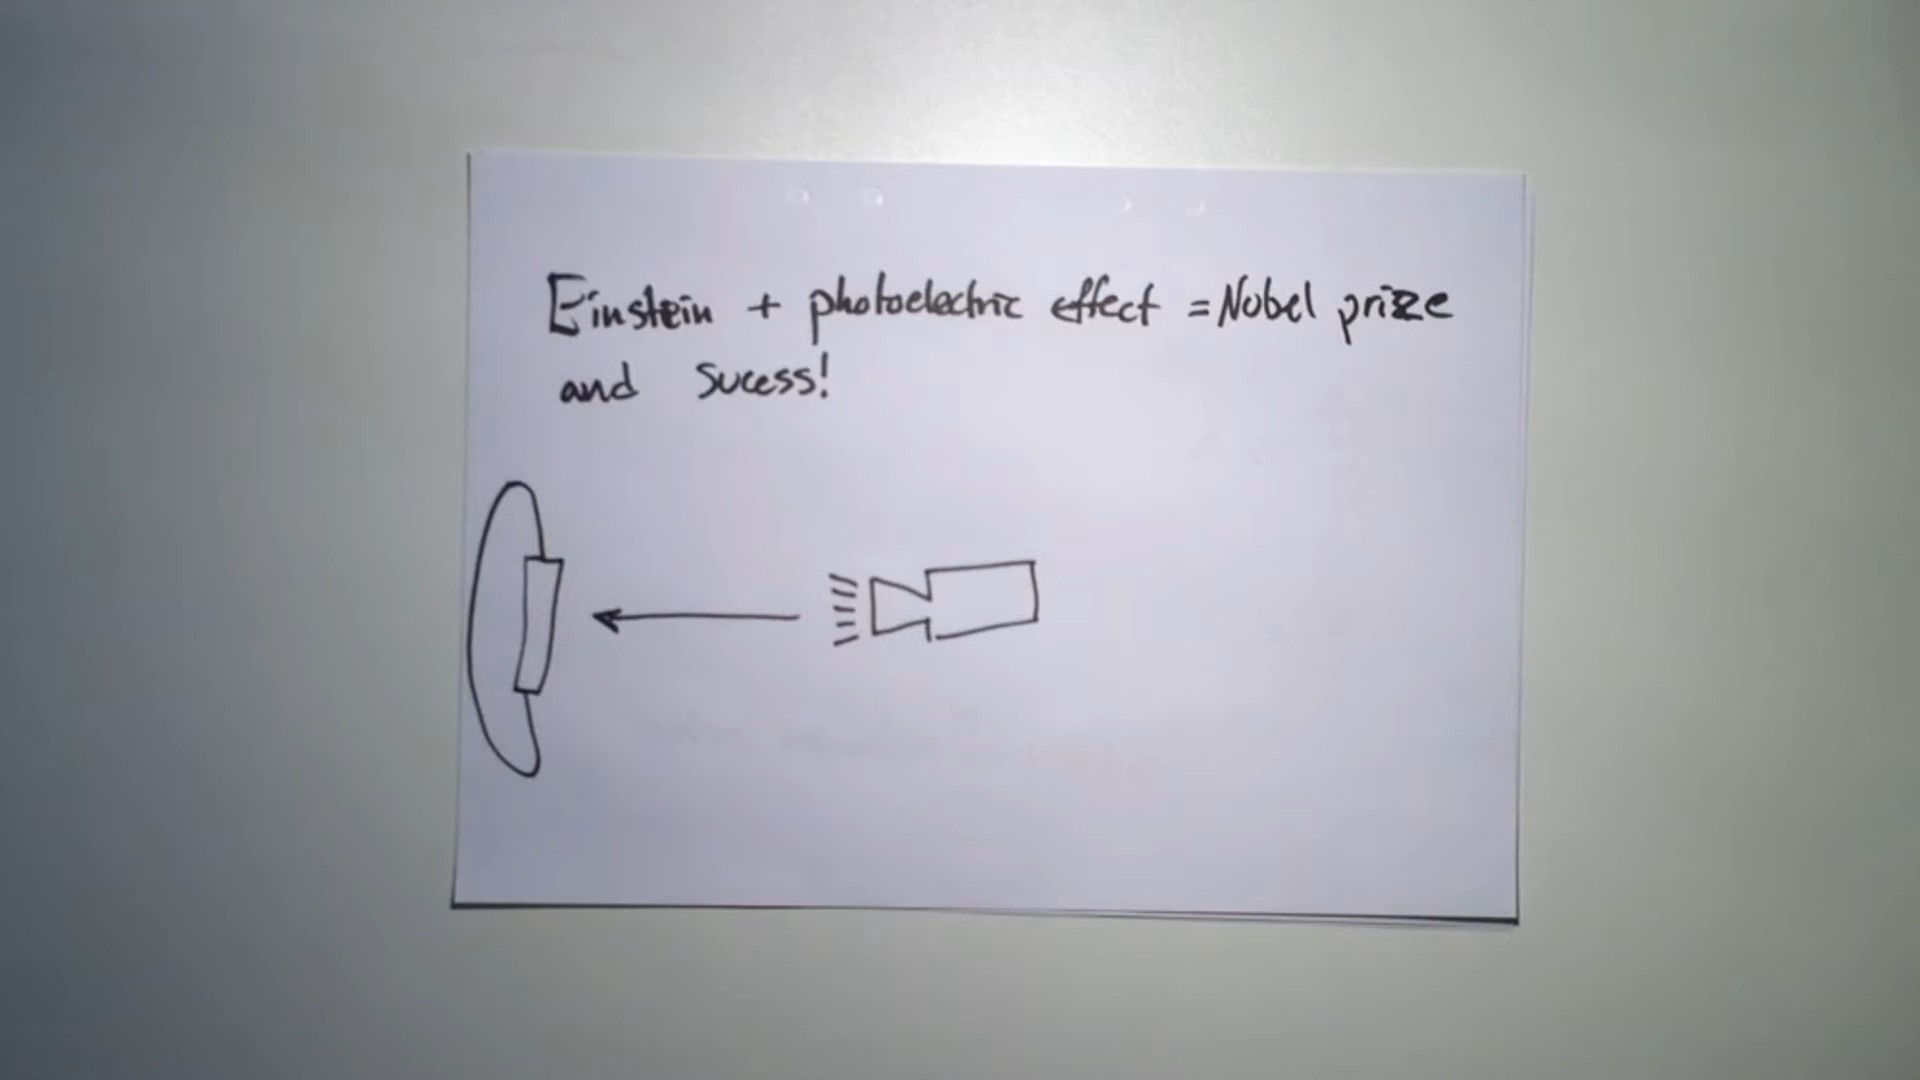 Einstein + photoelectric effect = Nobel prize
and Sucess!